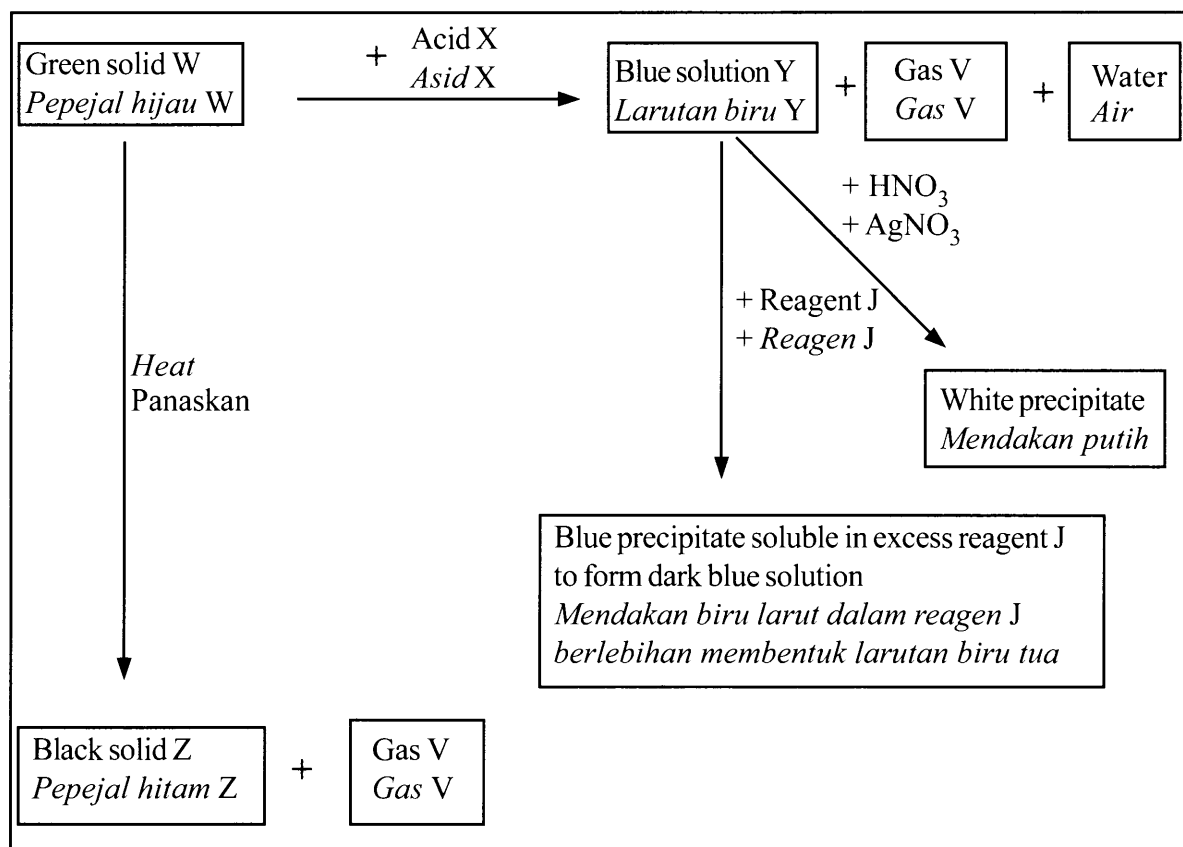 Green solid W
Pepejal hijau W
+
Acid X
Asid X
Blue solution Y
Larutan biru Y
+
Gas V
Gas V
+
Water
Air
+ HNO₃
+ AgNO₃
+ Reagent J
+ Reagen J
Heat
Panaskan
White precipitate
Mendakan putih
Blue precipitate soluble in excess reagent J
to form dark blue solution
Mendakan biru larut dalam reagen J
berlebihan membentuk larutan biru tua
Black solid Z
Pepejal hitam Z
+
Gas V
Gas V